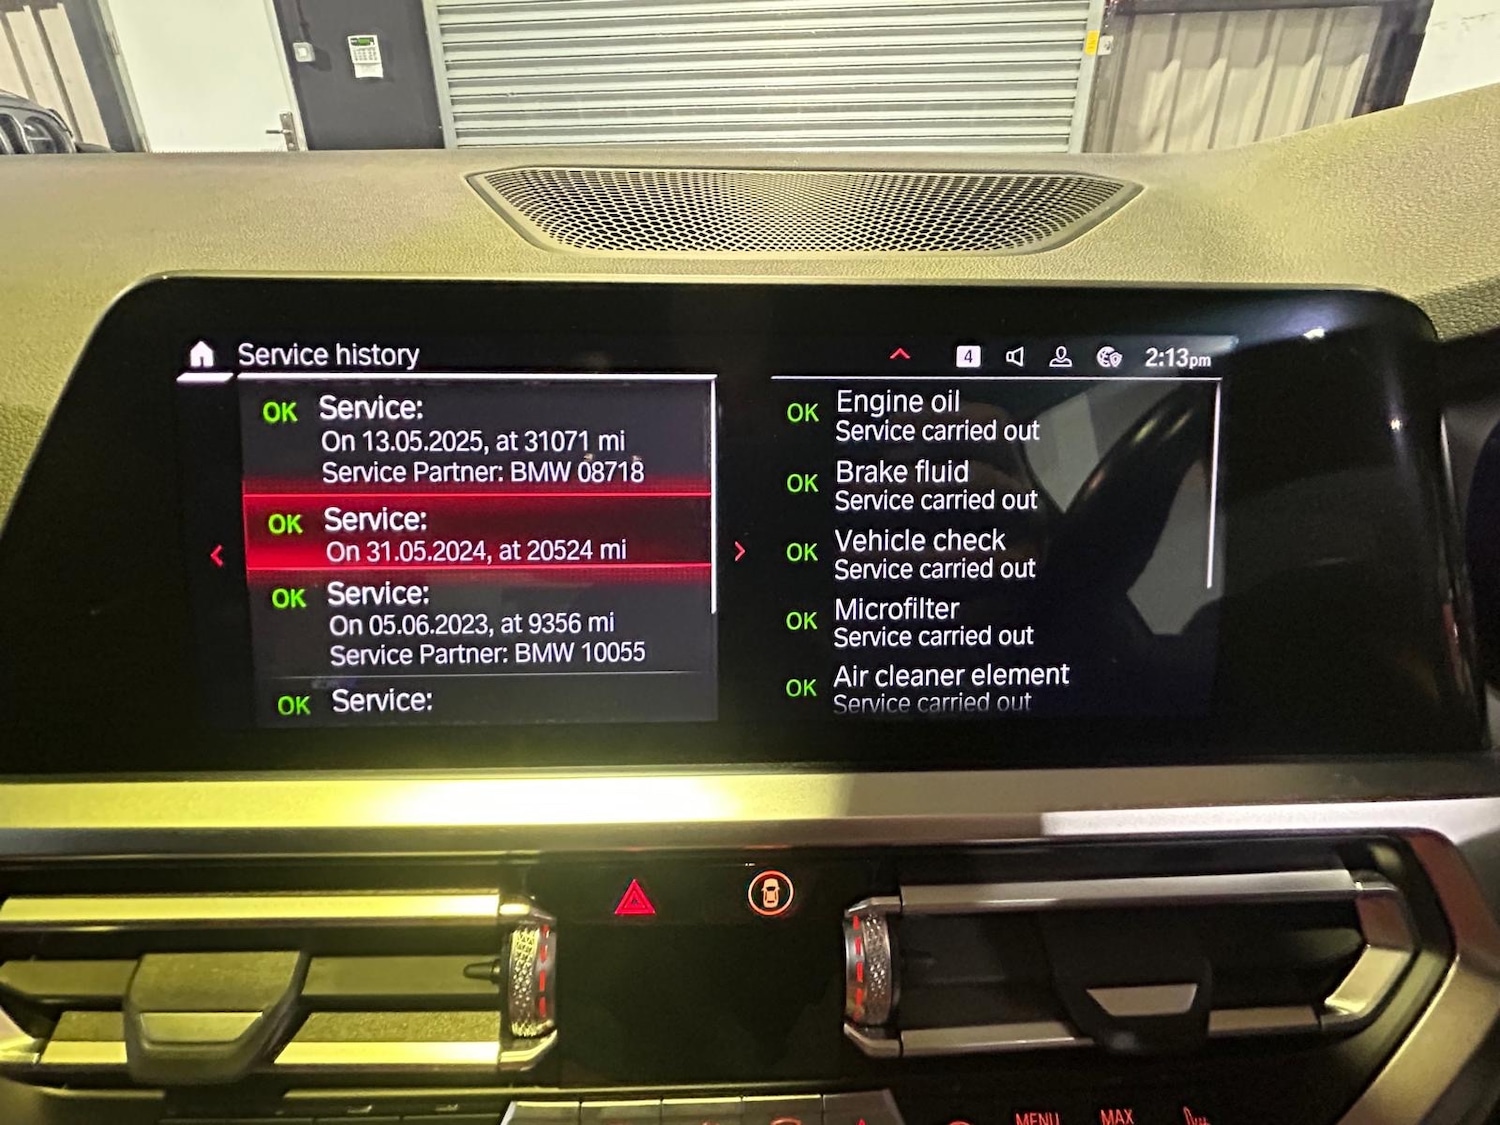 Service history
4
2:13pm
OK Service:
On 13.05.2025, at 31071 mi
Service Partner: BMW 08718
OK Service:
On 31.05.2024, at 20524 mi
OK Service:
On 05.06.2023, at 9356 mi
Service Partner: BMW 10055
OK Service:
OK Engine oil
Service carried out
OK Brake fluid
Service carried out
OK Vehicle check
Service carried out
OK Microfilter
Service carried out
OK Air cleaner element
Service carried out
MENU
MAX